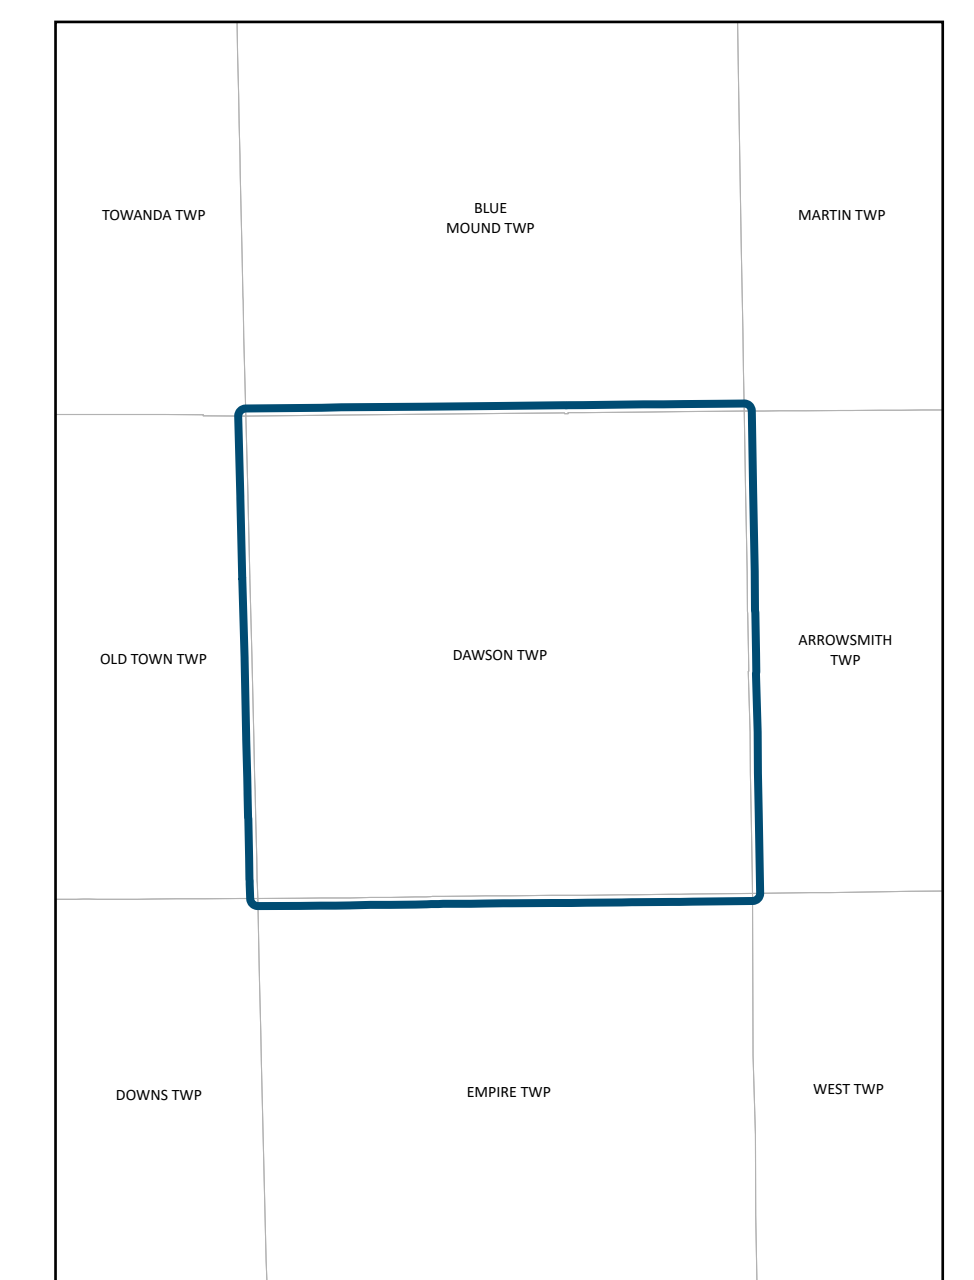 TOWANDA TWP
BLUE
MOUND TWP
MARTIN TWP
OLD TOWN TWP
DAWSON TWP
ARROWSMITH
TWP
DOWNS TWP
EMPIRE TWP
WEST TWP